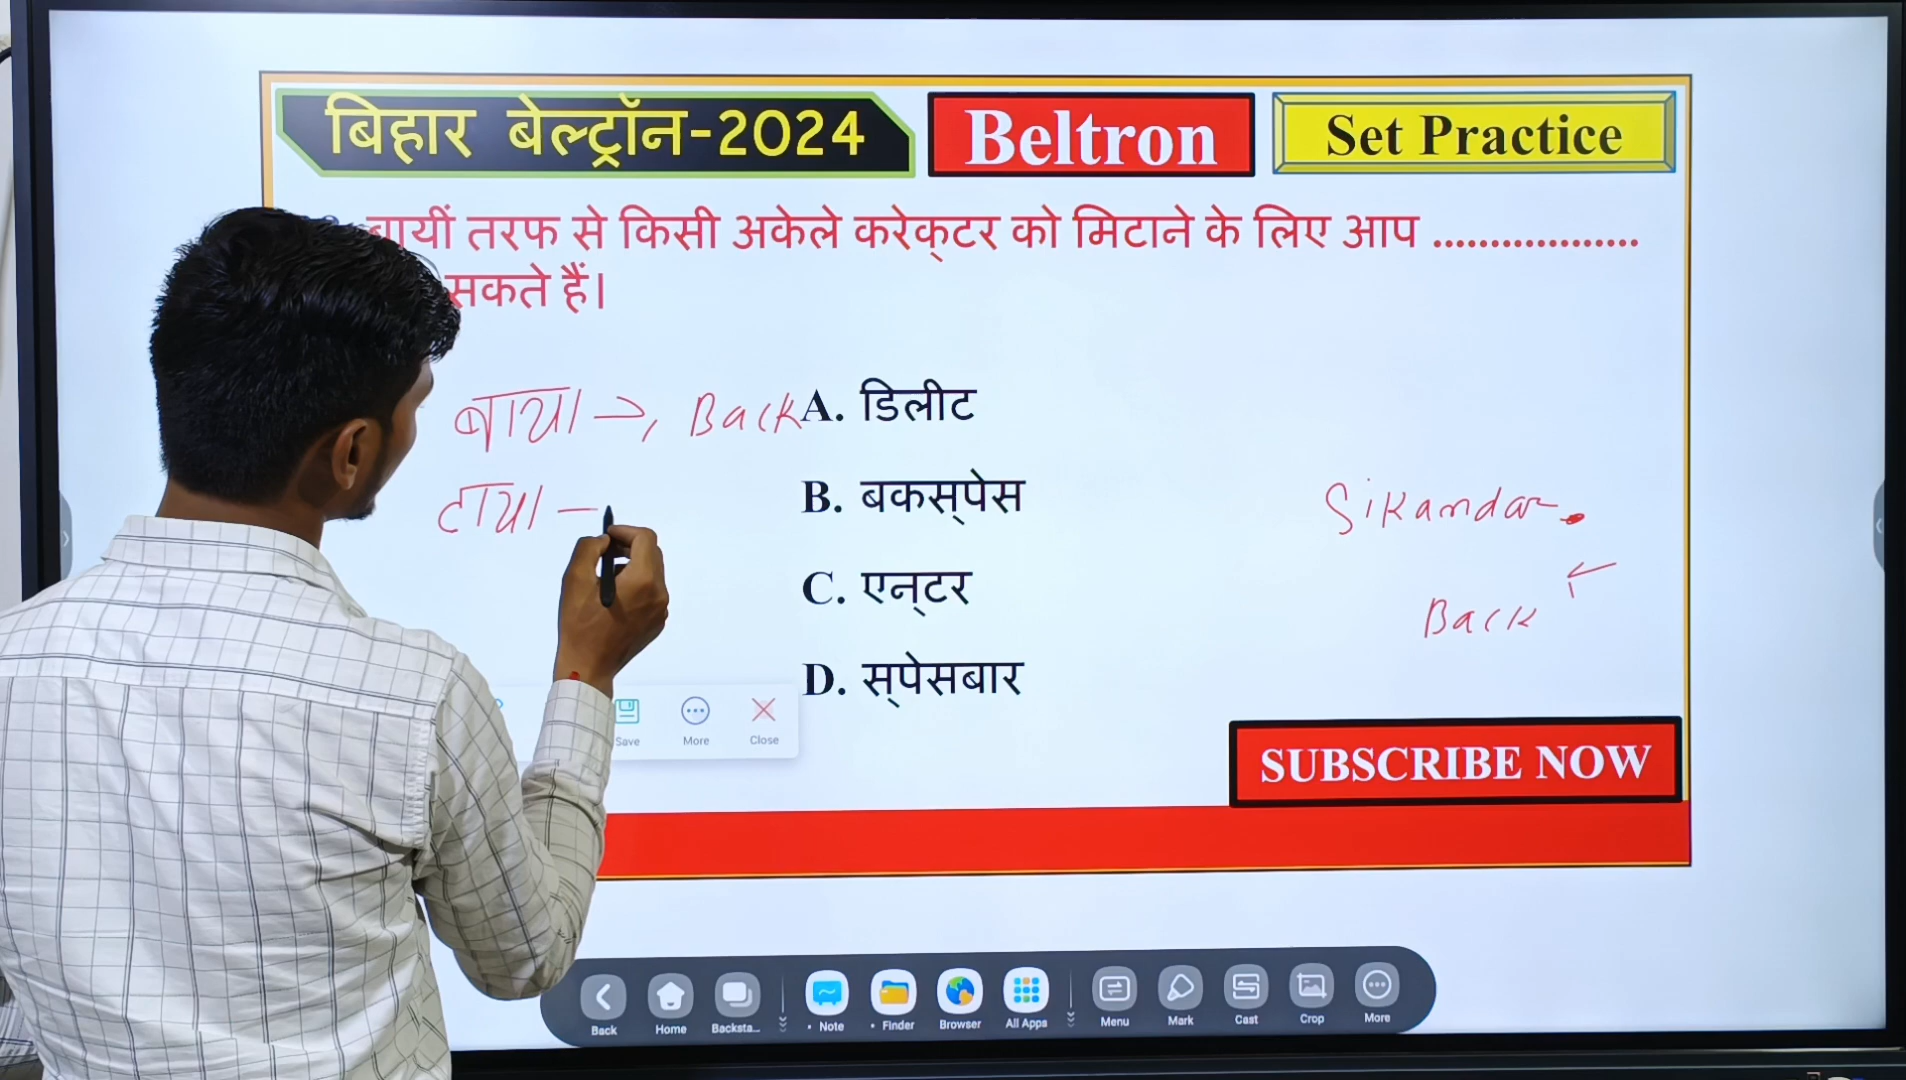 बिहार बेल्ट्रॉन-2024
Beltron
Set Practice
बायीं तरफ से किसी अकेले करेक्टर को मिटाने के लिए आप ..................
सकते हैं।
बाया → Back
दाया –
A. डिलीट
B. बकस्पेस
C. एन्टर
D. स्पेसबार
Sikandar
Back
Save
More
Close
SUBSCRIBE NOW
Back
Home
Backsta...
Note
Finder
Browser
All Apps
Menu
Mark
Cast
Crop
More